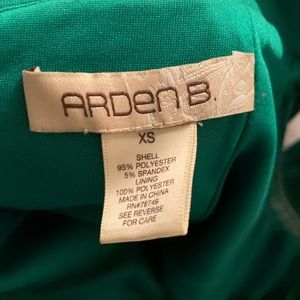 ARDen B.
XS
SHELL
95% POLYESTER
5% SPANDEX
LINING
100% POLYESTER
MADE IN CHINA
RN#78749
SEE REVERSE
FOR CARE